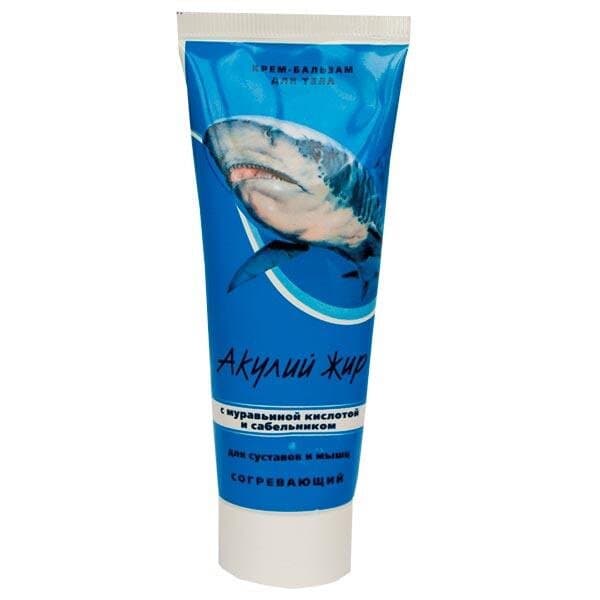 КРЕМ-БАЛЬЗАМ
ДЛЯ ТЕЛА
Акулий жир
с муравьиной кислотой
и сабельником
для суставов и мышц
СОГРЕВАЮЩИЙ